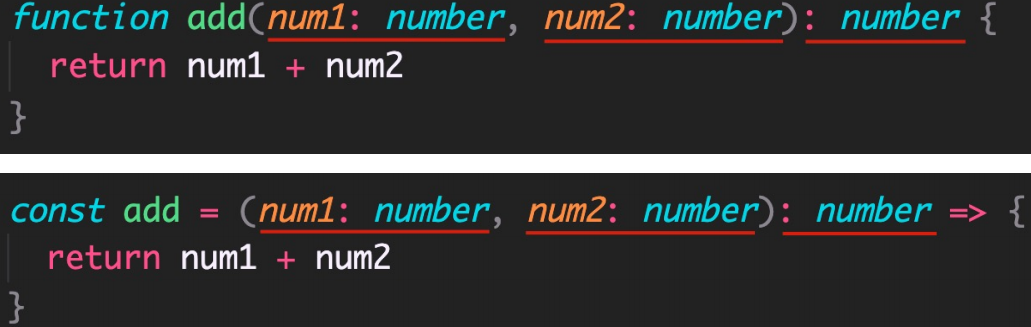 function add(num1: number, num2: number): number {
  return num1 + num2
}
const add = (num1: number, num2: number): number => {
  return num1 + num2
}